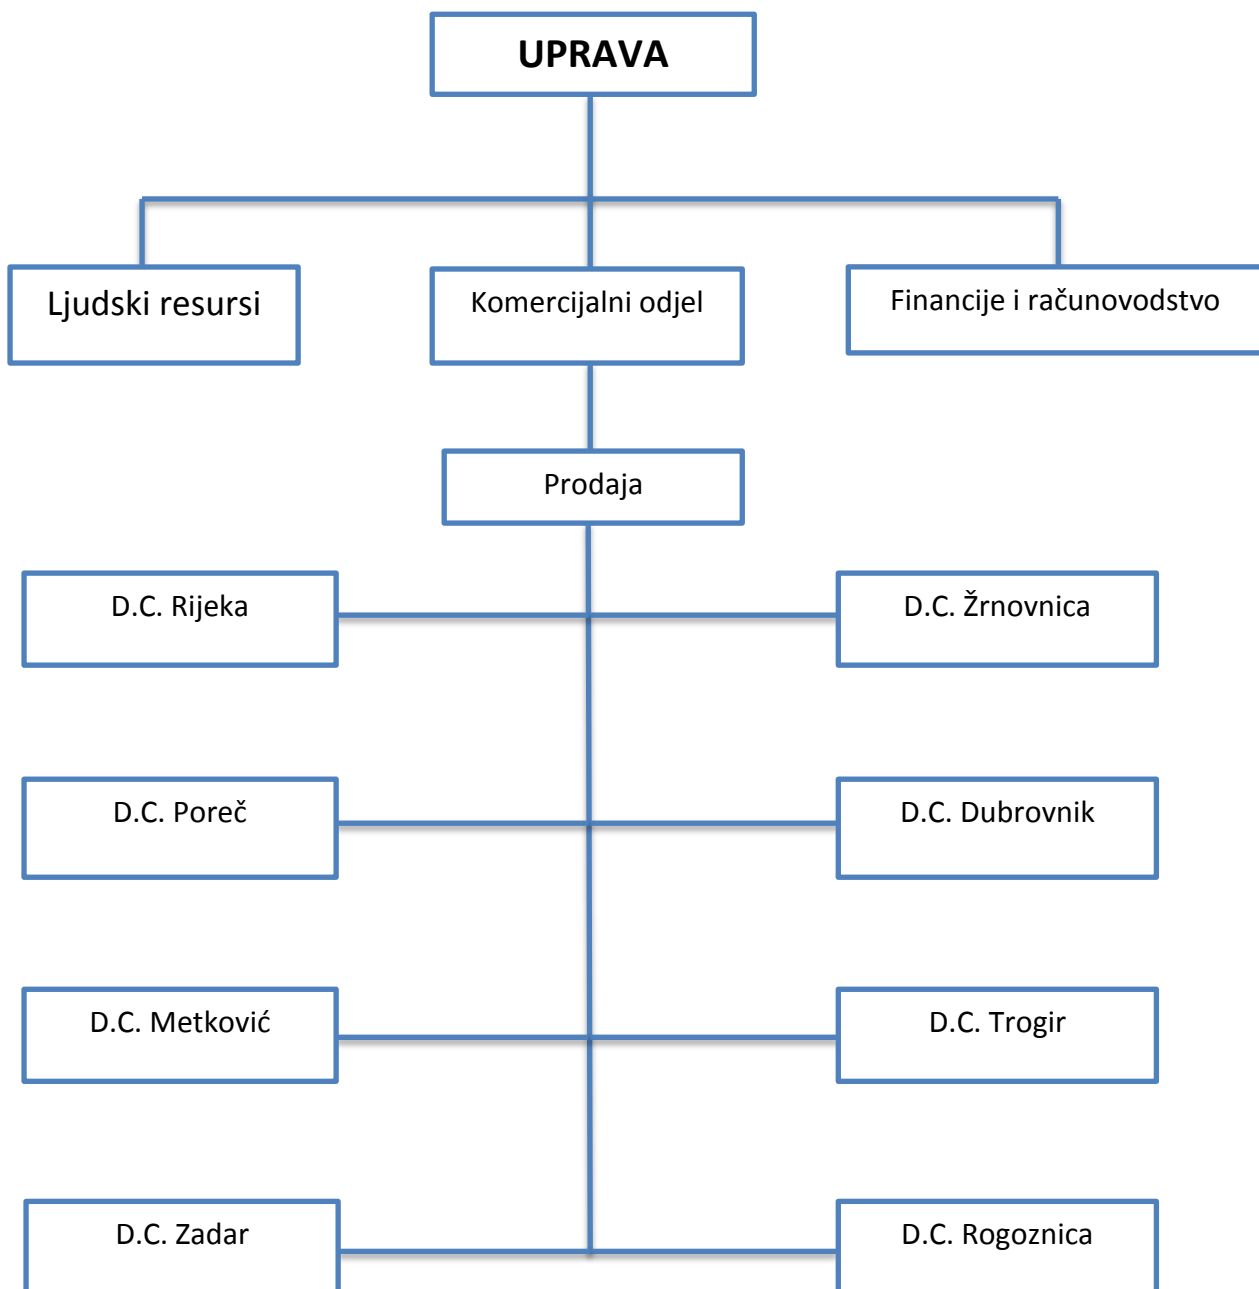 UPRAVA
Ljudski resursi
Komercijalni odjel
Financije i računovodstvo
Prodaja
D.C. Rijeka
D.C. Žrnovnica
D.C. Poreč
D.C. Dubrovnik
D.C. Metković
D.C. Trogir
D.C. Zadar
D.C. Rogoznica